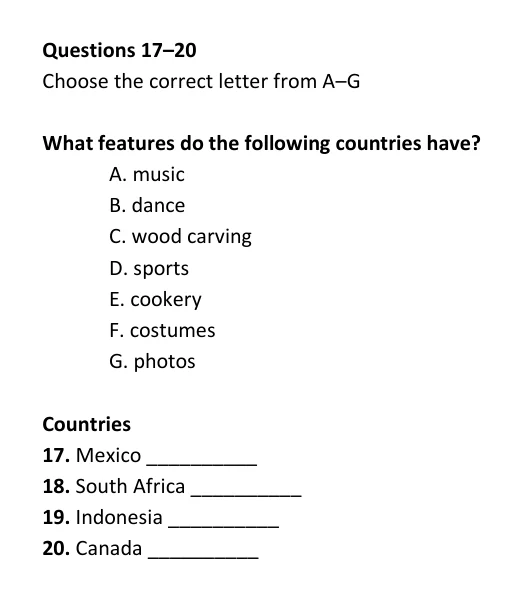 Questions 17–20
Choose the correct letter from A–G
What features do the following countries have?
A. music
B. dance
C. wood carving
D. sports
E. cookery
F. costumes
G. photos
Countries
17. Mexico __________
18. South Africa __________
19. Indonesia __________
20. Canada __________